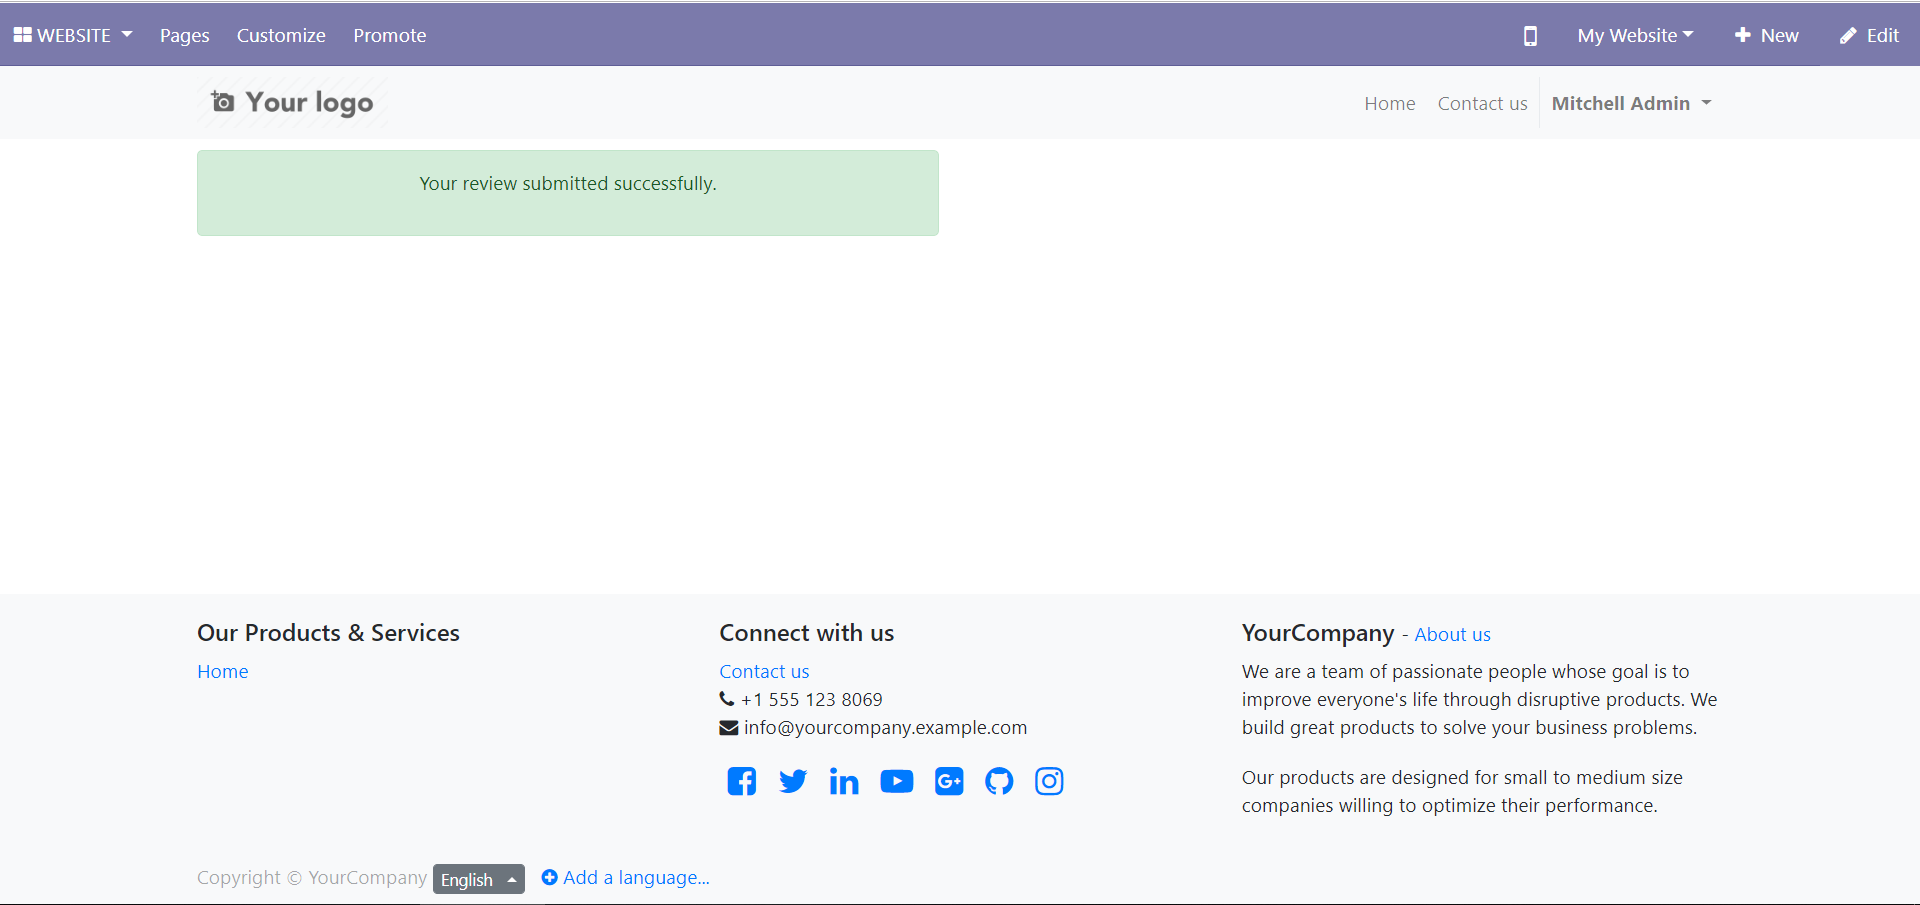 WEBSITE Pages Customize Promote My Website New Edit
Your logo Home Contact us Mitchell Admin
Your review submitted successfully.
Our Products & Services
Home
Connect with us
Contact us
+1 555 123 8069
info@yourcompany.example.com
YourCompany - About us
We are a team of passionate people whose goal is to
improve everyone's life through disruptive products. We
build great products to solve your business problems.
Our products are designed for small to medium size
companies willing to optimize their performance.
Copyright © YourCompany English Add a language...